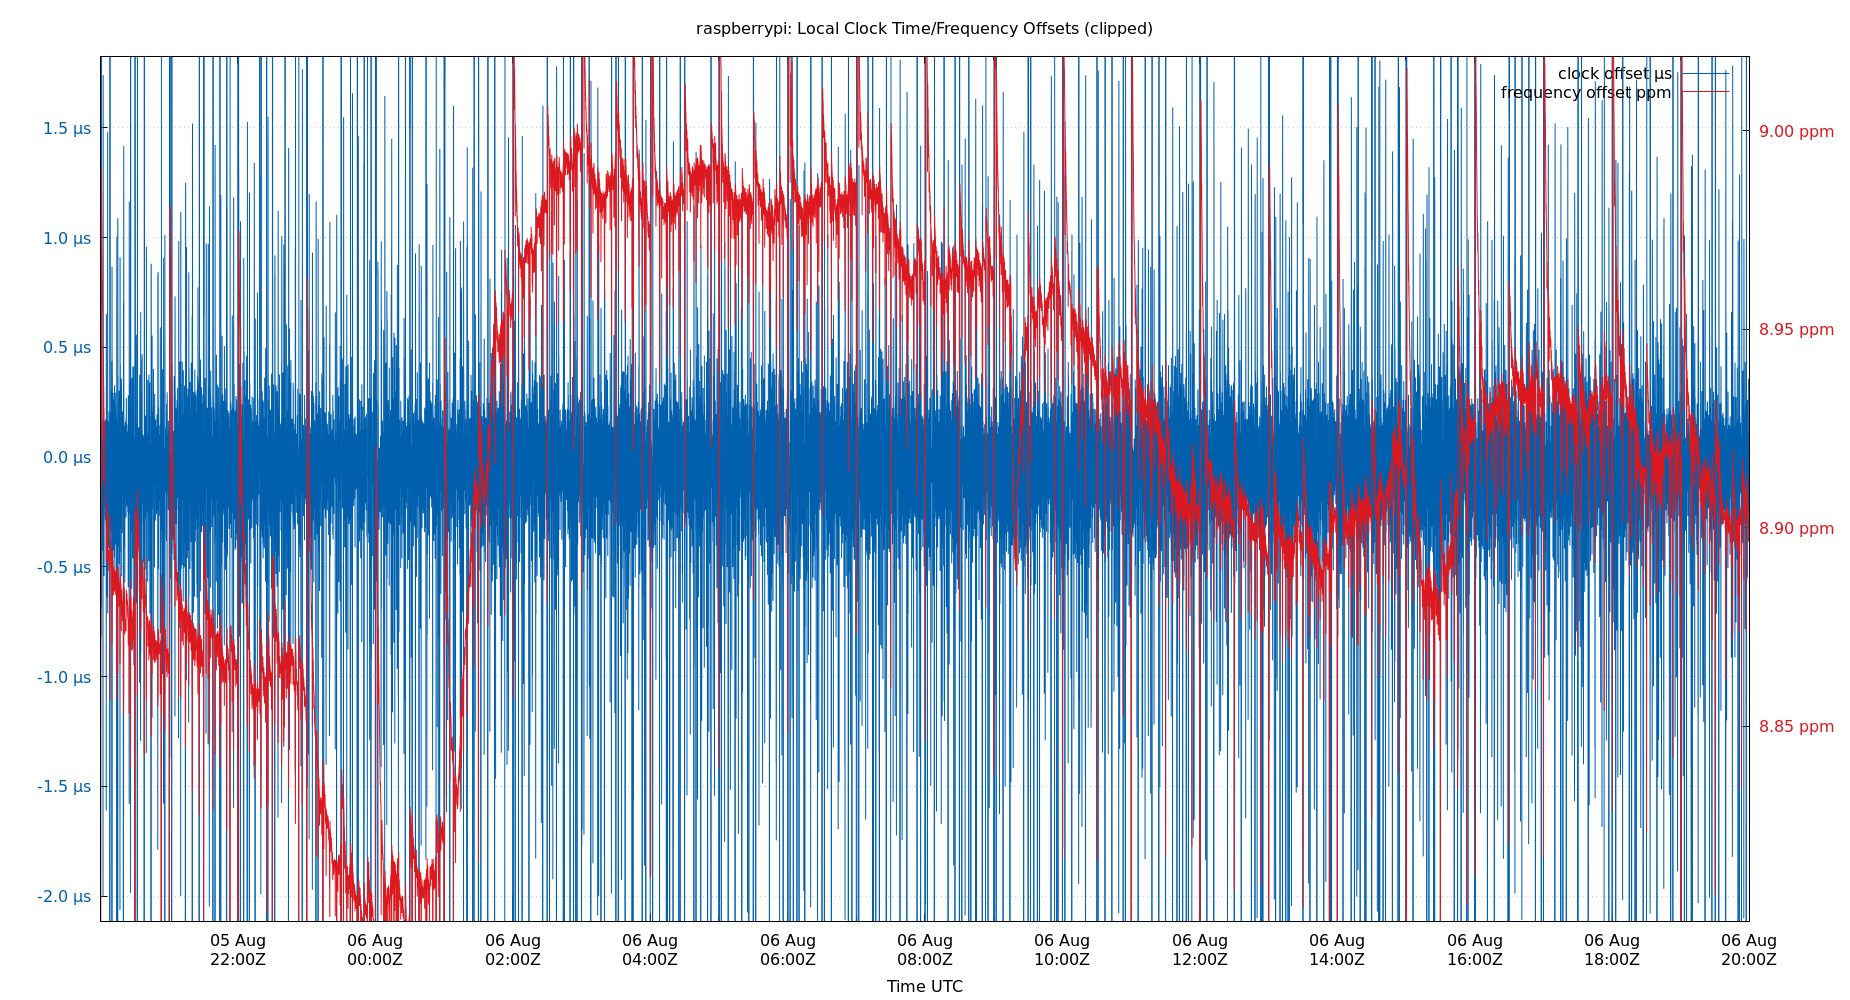 raspberrypi: Local Clock Time/Frequency Offsets (clipped)
clock offset µs
frequency offset ppm
1.5 µs
1.0 µs
0.5 µs
0.0 µs
-0.5 µs
-1.0 µs
-1.5 µs
-2.0 µs
9.00 ppm
8.95 ppm
8.90 ppm
8.85 ppm
05 Aug
22:00Z
06 Aug
00:00Z
06 Aug
02:00Z
06 Aug
04:00Z
06 Aug
06:00Z
06 Aug
08:00Z
06 Aug
10:00Z
06 Aug
12:00Z
06 Aug
14:00Z
06 Aug
16:00Z
06 Aug
18:00Z
06 Aug
20:00Z
Time UTC